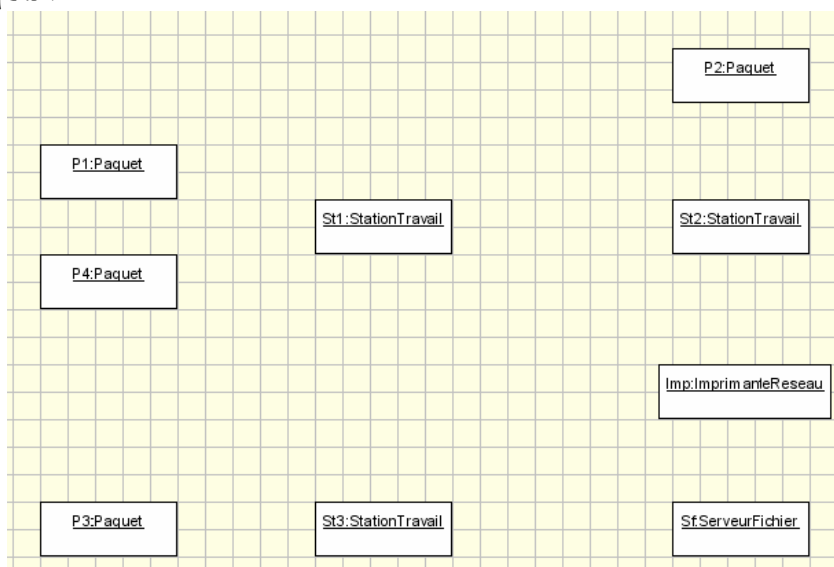 P2:Paquet
P1:Paquet
St1:StationTravail
St2:StationTravail
P4:Paquet
Imp:ImprimanteReseau
P3:Paquet
St3:StationTravail
Sf:ServeurFichier